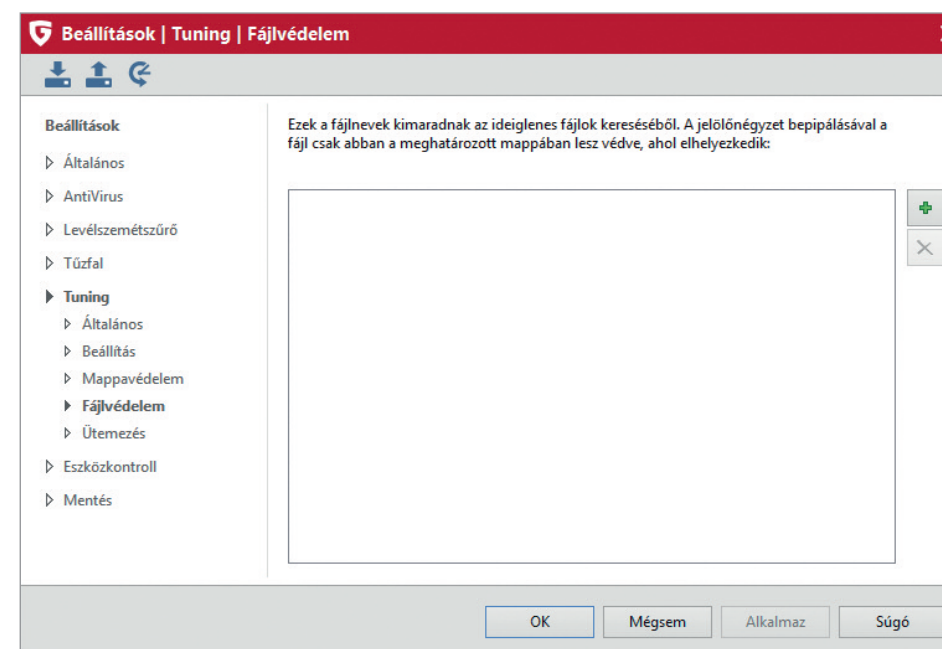 Beállítások | Tuning | Fájlvédelem
Beállítások
Általános
AntiVirus
Levélszemétszűrő
Tűzfal
Tuning
Általános
Beállítás
Mappavédelem
Fájlvédelem
Ütemezés
Eszközkontroll
Mentés
Ezek a fájlnevek kimaradnak az ideiglenes fájlok kereséséből. A jelölőnégyzet bepipálásával a
fájl csak abban a meghatározott mappában lesz védve, ahol elhelyezkedik:
OK
Mégsem
Alkalmaz
Súgó